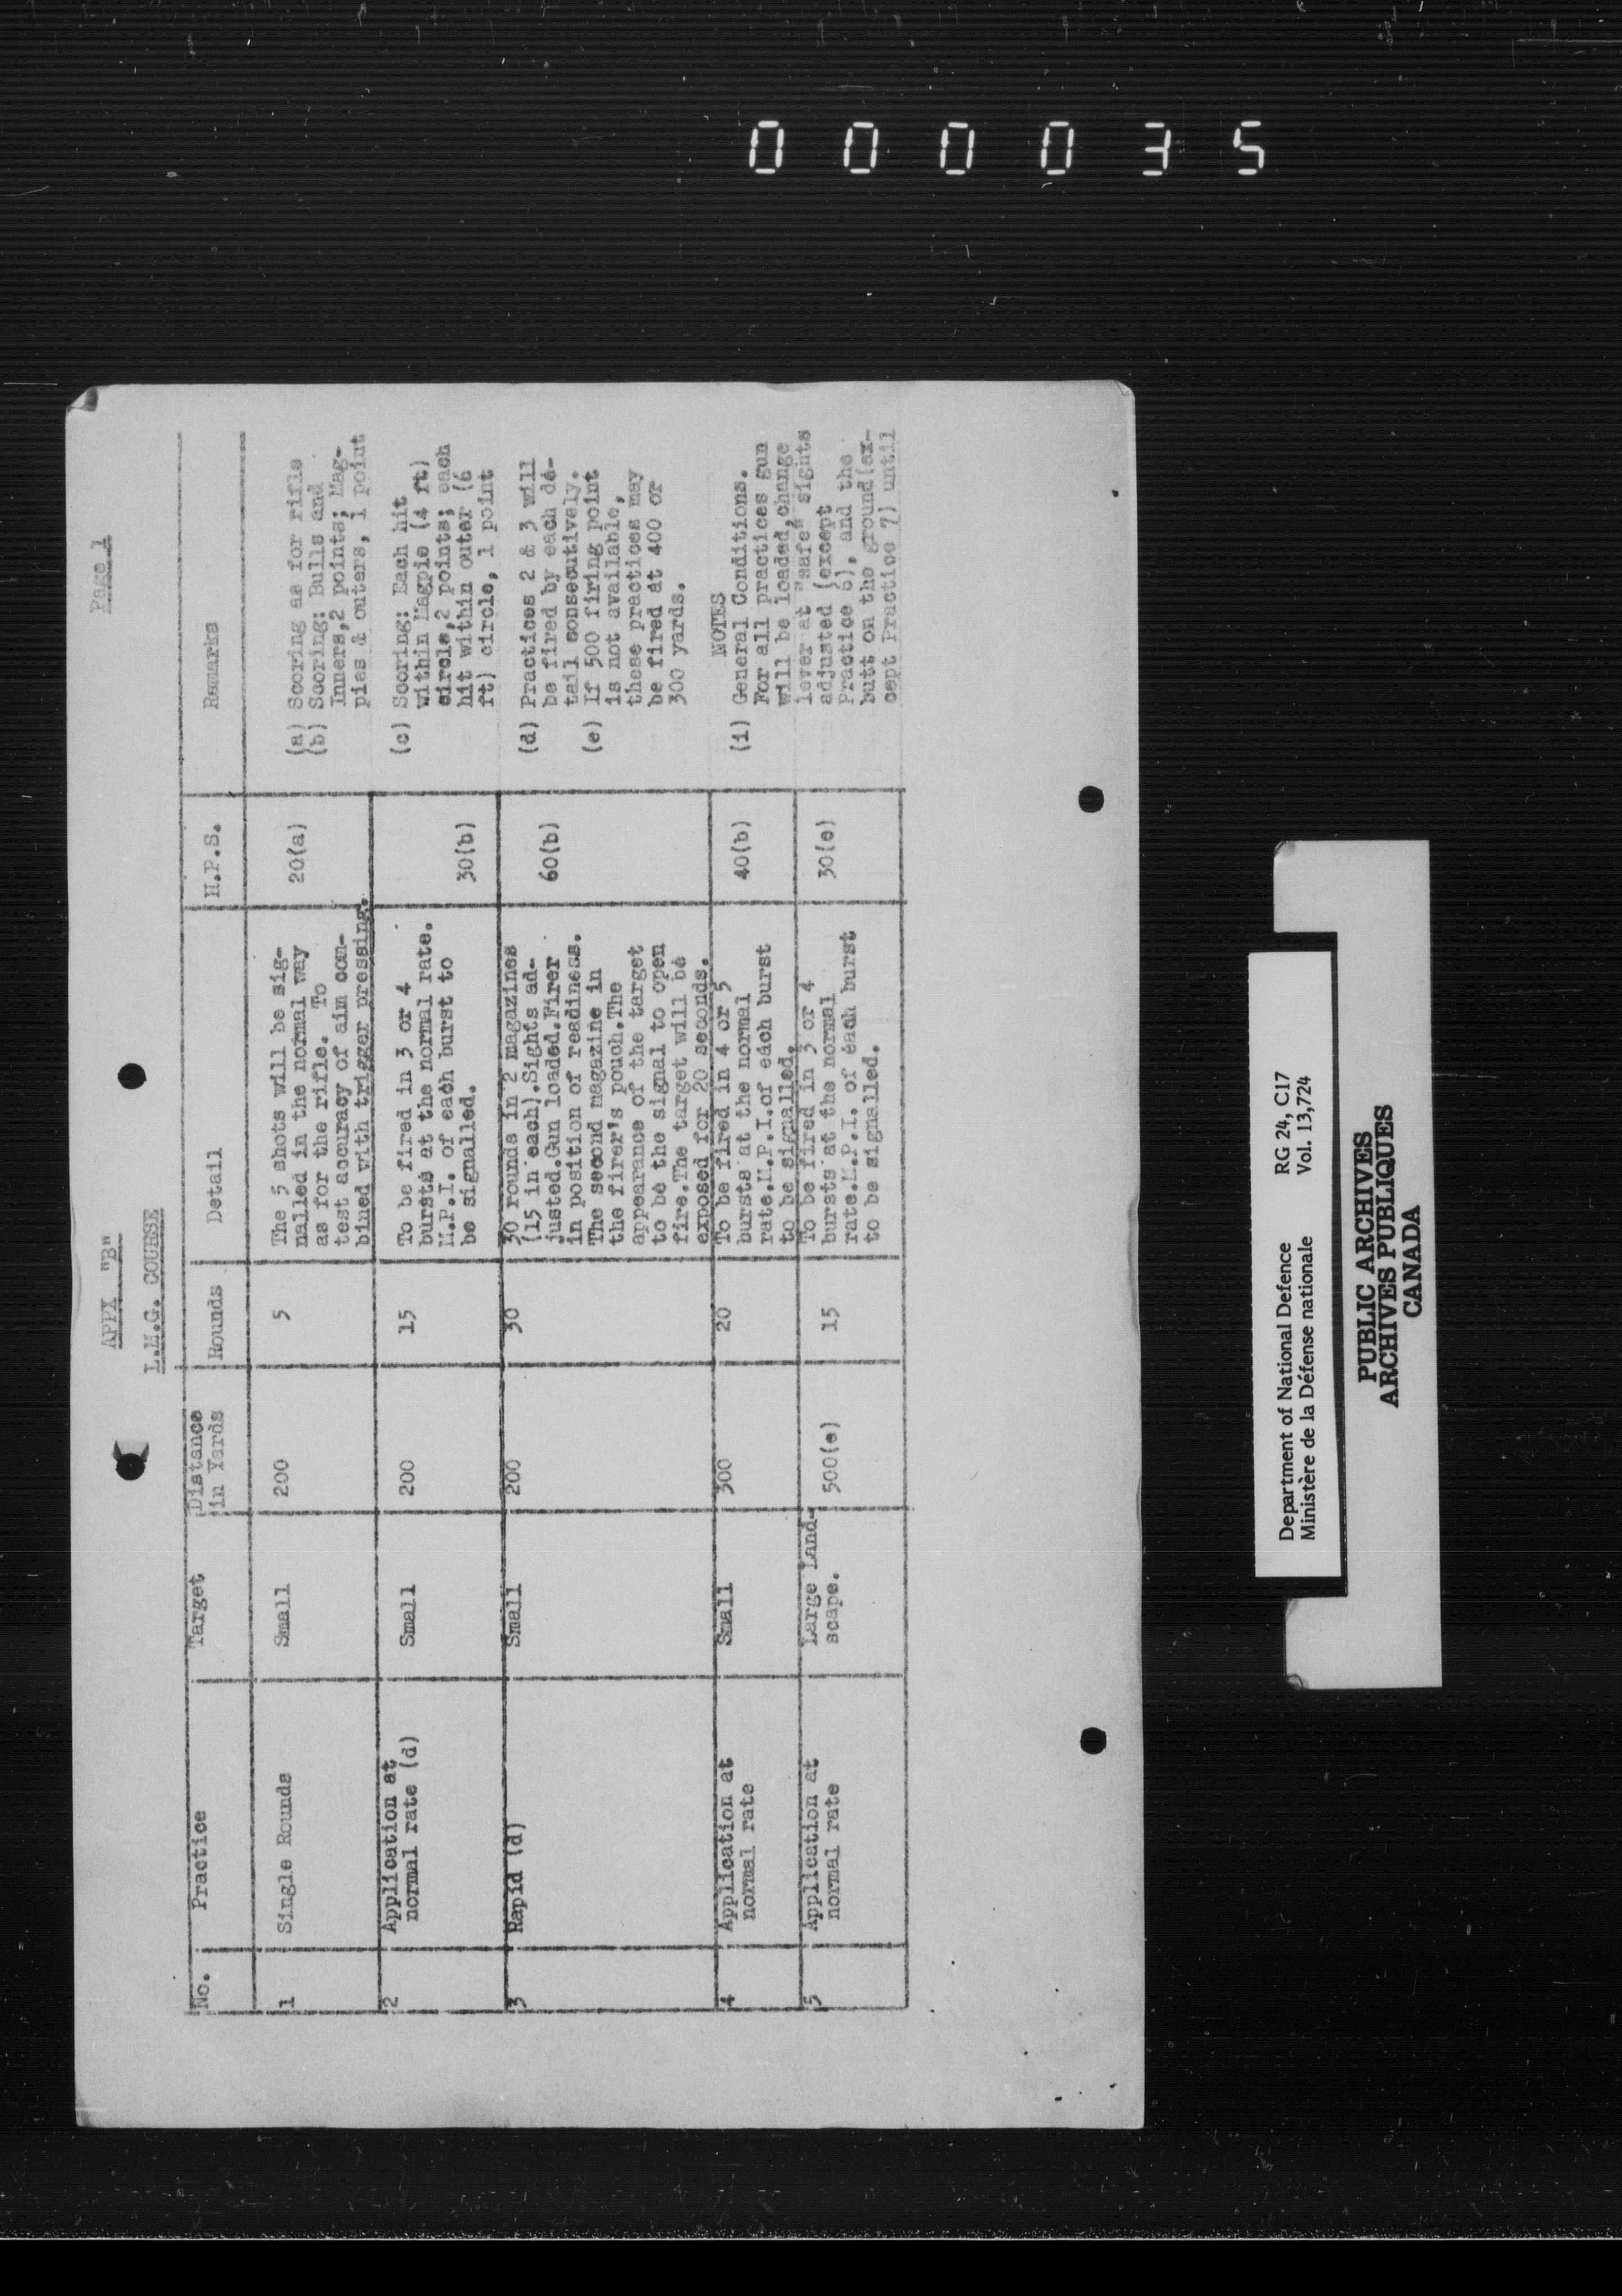 000035
Page 1
APPX "B"
L.M.G. COURSE
No. Practice Target Distance in Yards Rounds Detail H.P.S. Remarks
1 Single Rounds Small 200 5
The 5 shots will be sig-
nalled in the normal way
as for the rifle. To
test accuracy of aim com-
bined with trigger pressing.
20(a)
2 Application at
normal rate (d)
Small 200 15
To be fired in 3 or 4
bursts at the normal rate.
M.P.I. of each burst to
be signalled.
30(b)
3 Rapid (d) Small 200 30
30 rounds in 2 magazines
(15 in each).Sights ad-
justed.Gun loaded.Firer
in position of readiness.
The second magazine in
the firer's pouch.The
appearance of the target
to be the signal to open
fire.The target will be
exposed for 20 seconds.
60(b)
4 Application at
normal rate
Small 300 20
To be fired in 4 or 5
bursts at the normal
rate.M.P.I.of each burst
to be signalled.
40(b)
5 Application at
normal rate
Large Land-
scape.
500(e) 15
To be fired in 3 or 4
bursts at the normal
rate.M.P.I. of each burst
to be signalled.
30(e)
(a) Scoring as for rifle
(b) Scoring: Bulls and
Inners,2 points; Mag-
pies & outers, 1 point
(c) Scoring: Each hit
within Magpie (4 ft)
circle,2 points; each
hit within outer (6
ft) circle, 1 point
(d) Practices 2 & 3 will
be fired by each de-
tail consecutively.
(e) If 500 firing point
is not available,
these practices may
be fired at 400 or
300 yards.
NOTES
(i) General Conditions.
For all practices gun
will be loaded,change
lever at "safe" sights
adjusted (except
Practice 6), and the
butt on the ground(ex-
cept Practice 7) until
Department of National Defence RG 24, C17
Ministère de la Défense nationale Vol. 13,724
PUBLIC ARCHIVES
ARCHIVES PUBLIQUES
CANADA